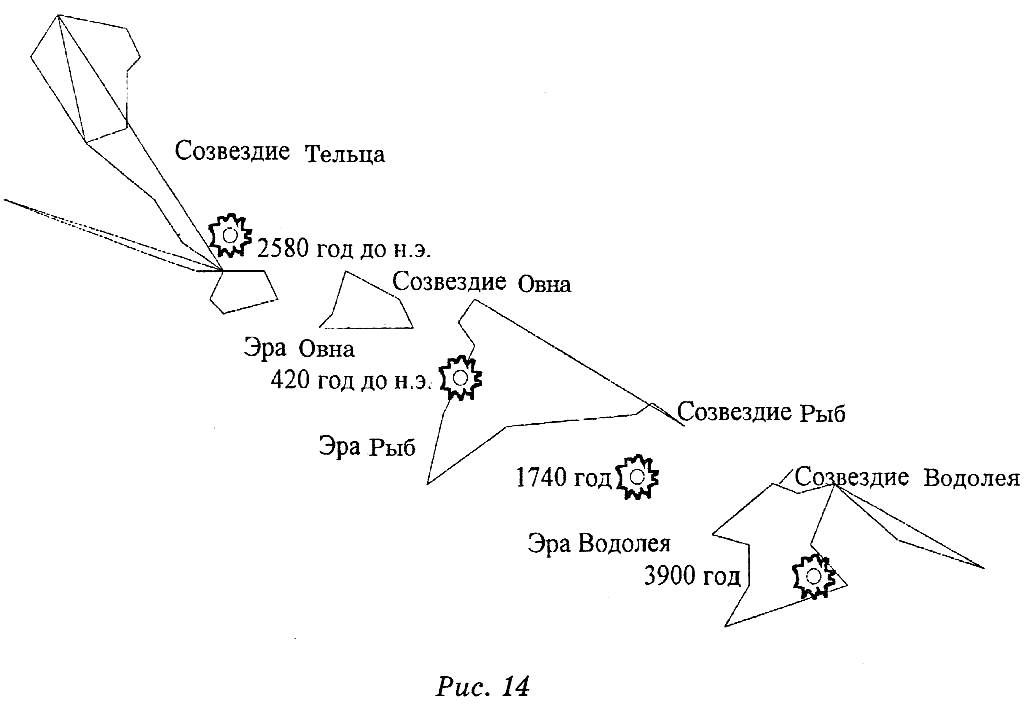 Созвездие Тельца
2580 год до н.э.
Созвездие Овна
Эра Овна
420 год до н.э.
Созвездие Рыб
Эра Рыб
1740 год
Созвездие Водолея
Эра Водолея
3900 год
Рис. 14